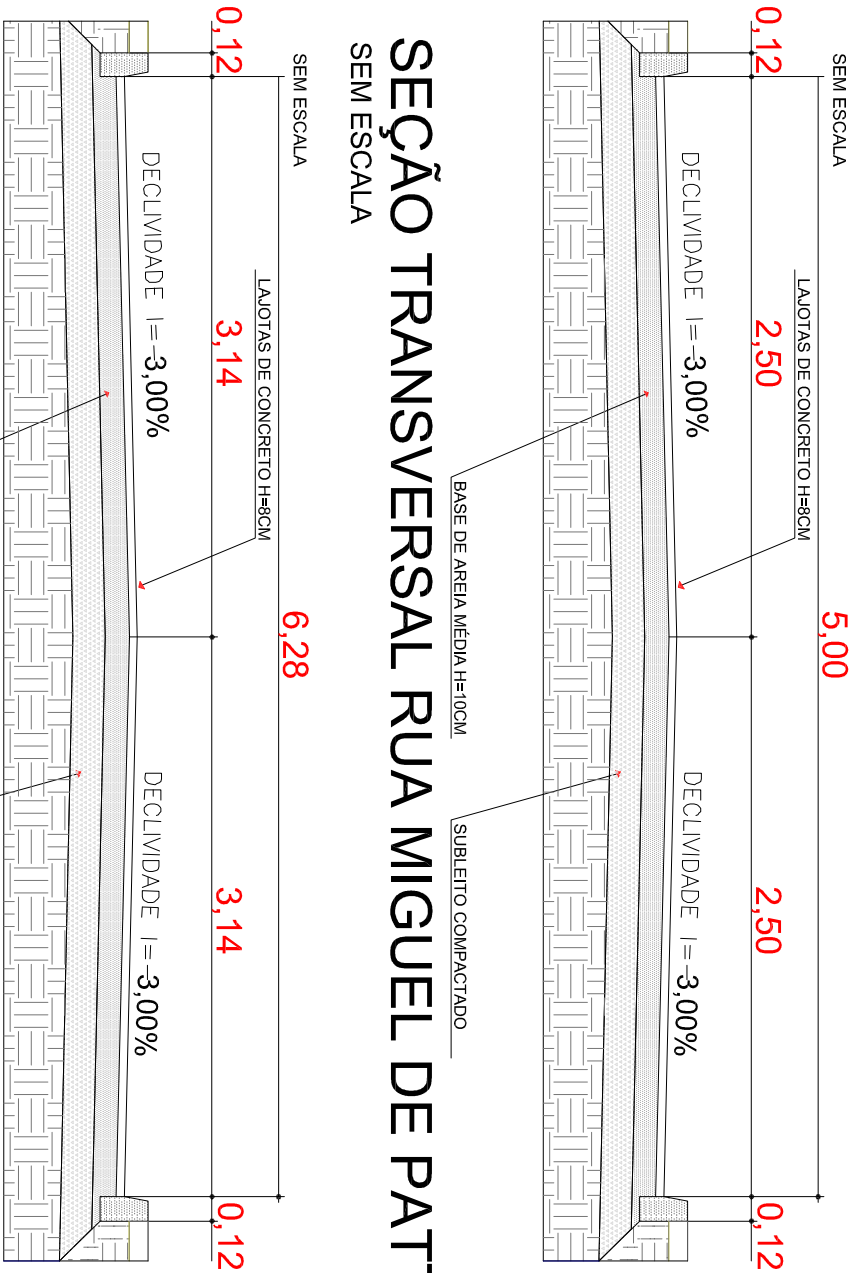 SEM ESCALA
5,00
0,12
2,50
2,50
0,12
LAJOTAS DE CONCRETO H=8CM
DECLIVIDADE I=-3,00%
DECLIVIDADE I=-3,00%
BASE DE AREIA MÉDIA H=10CM
SUBLEITO COMPACTADO
SEÇÃO TRANSVERSAL RUA MIGUEL DE
SEM ESCALA
SEM ESCALA
6,28
0,12
3,14
3,14
0,12
LAJOTAS DE CONCRETO H=8CM
DECLIVIDADE I=-3,00%
DECLIVIDADE I=-3,00%